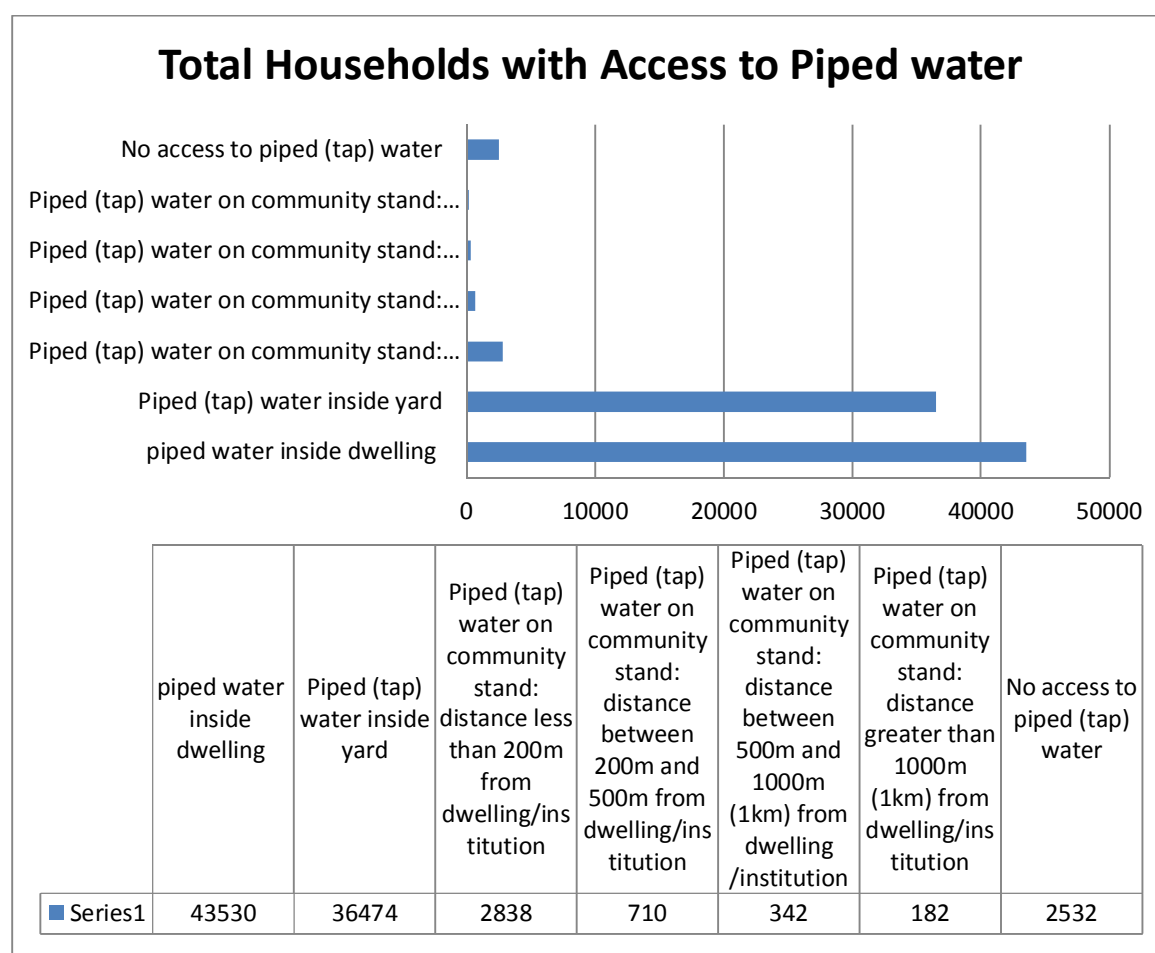 Total Households with Access to Piped water
No access to piped (tap) water
Piped (tap) water on community stand:...
Piped (tap) water on community stand:...
Piped (tap) water on community stand:...
Piped (tap) water on community stand:...
Piped (tap) water inside yard
piped water inside dwelling
0 10000 20000 30000 40000 50000
piped water
inside
dwelling
Piped (tap)
water inside
yard
Piped (tap)
water on
community
stand:
distance less
than 200m
from
dwelling/ins
titution
Piped (tap)
water on
community
stand:
distance
between
200m and
500m from
dwelling/ins
titution
Piped (tap)
water on
community
stand:
distance
between
500m and
1000m
(1km) from
dwelling
/institution
Piped (tap)
water on
community
stand:
distance
greater than
1000m
(1km) from
dwelling/ins
titution
No access to
piped (tap)
water
Series1 43530 36474 2838 710 342 182 2532